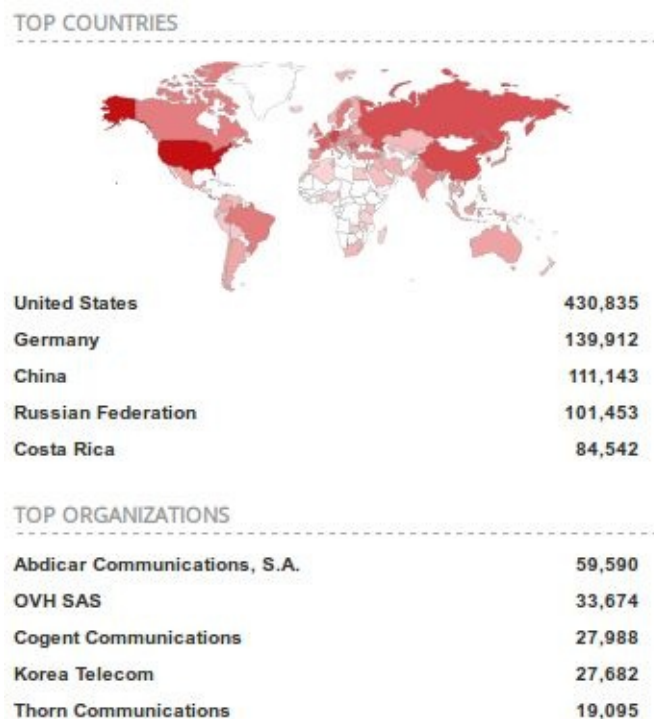 TOP COUNTRIES
United States 430,835
Germany 139,912
China 111,143
Russian Federation 101,453
Costa Rica 84,542
TOP ORGANIZATIONS
Abdicar Communications, S.A. 59,590
OVH SAS 33,674
Cogent Communications 27,988
Korea Telecom 27,682
Thorn Communications 19,095